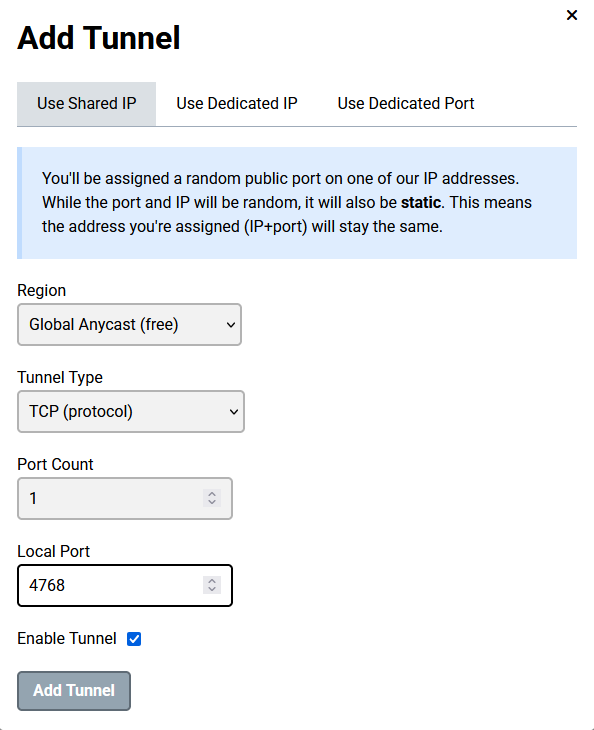 Add Tunnel
Use Shared IP
Use Dedicated IP
Use Dedicated Port
You'll be assigned a random public port on one of our IP addresses.
While the port and IP will be random, it will also be static. This means
the address you're assigned (IP+port) will stay the same.
Region
Global Anycast (free)
Tunnel Type
TCP (protocol)
Port Count
1
Local Port
4768
Enable Tunnel
Add Tunnel